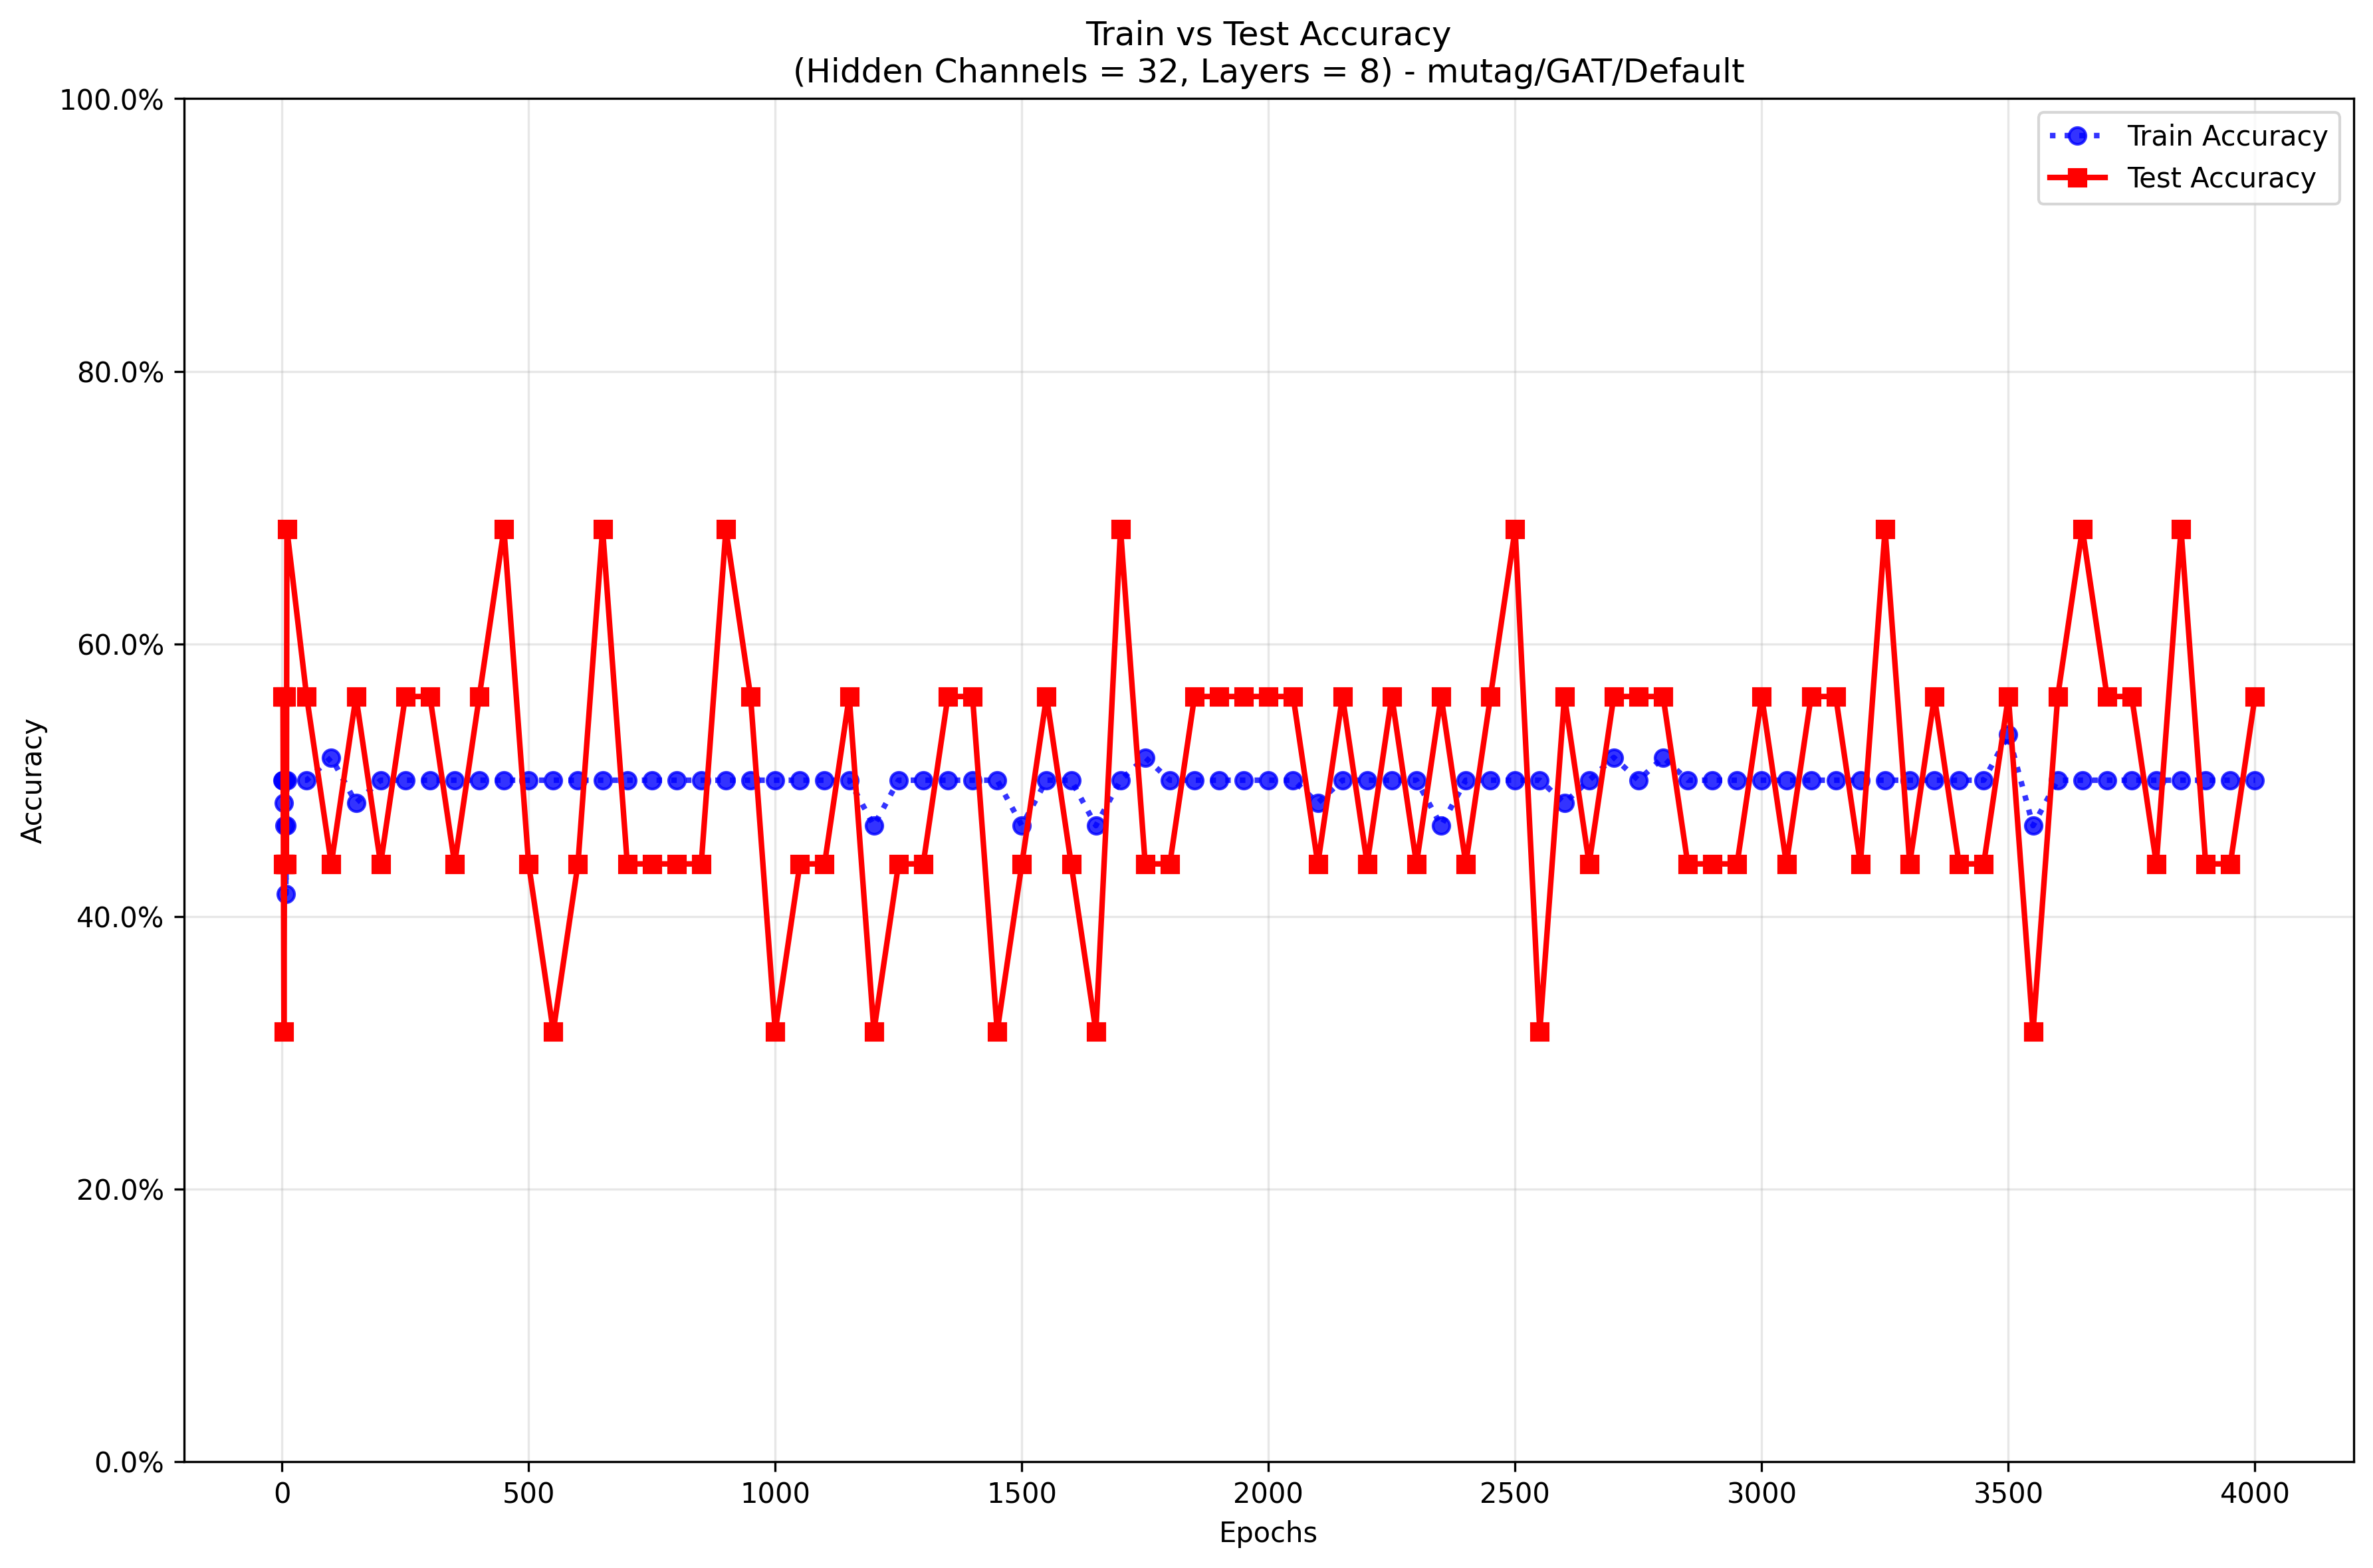 Train vs Test Accuracy
(Hidden Channels = 32, Layers = 8) - mutag/GAT/Default
100.0%
80.0%
60.0%
40.0%
20.0%
0.0%
Accuracy
Train Accuracy
Test Accuracy
0
500
1000
1500
2000
2500
3000
3500
4000
Epochs